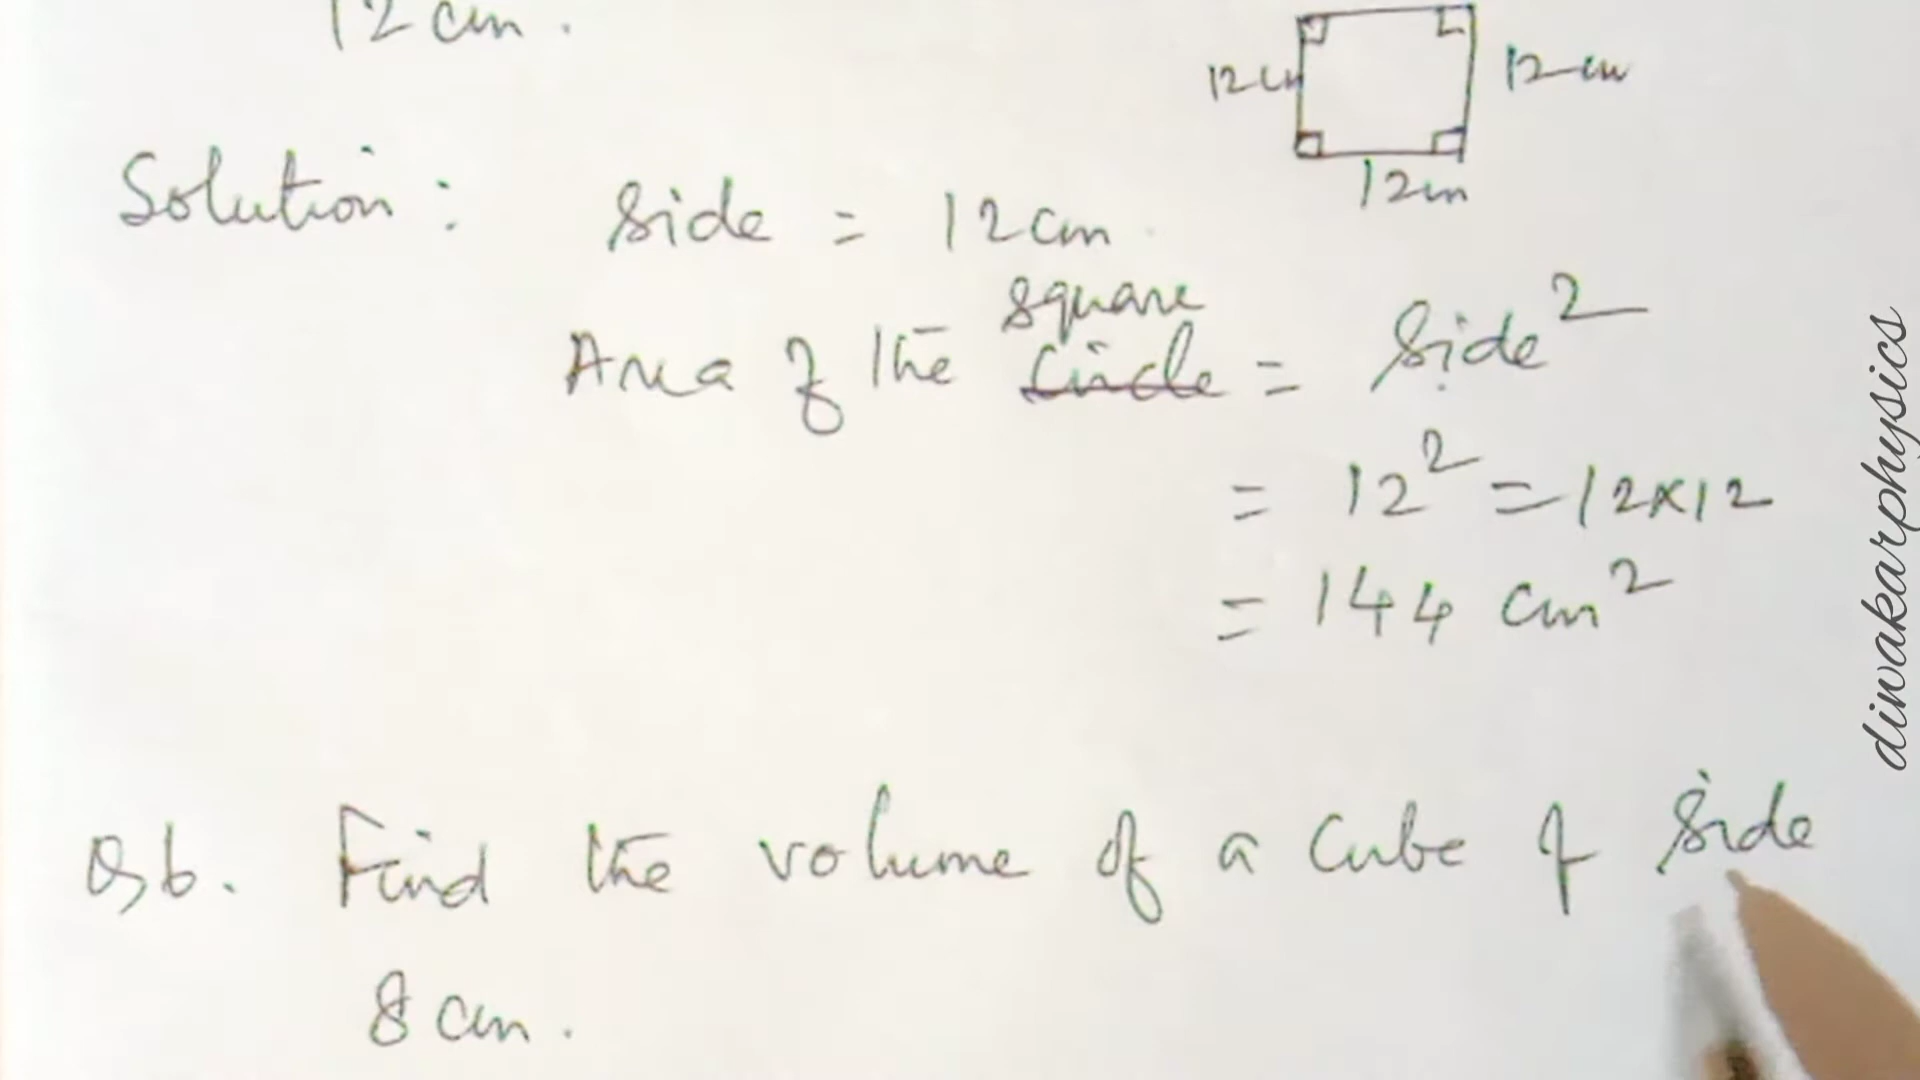 12 cm.
12 cm
12 cm
12 cm
Solution: Side = 12 cm
square
Area of the Circle = Side²
= 12² = 12×12
= 144 cm²
Q6. Find the volume of a Cube of Side
8 cm.
diwakarphysics